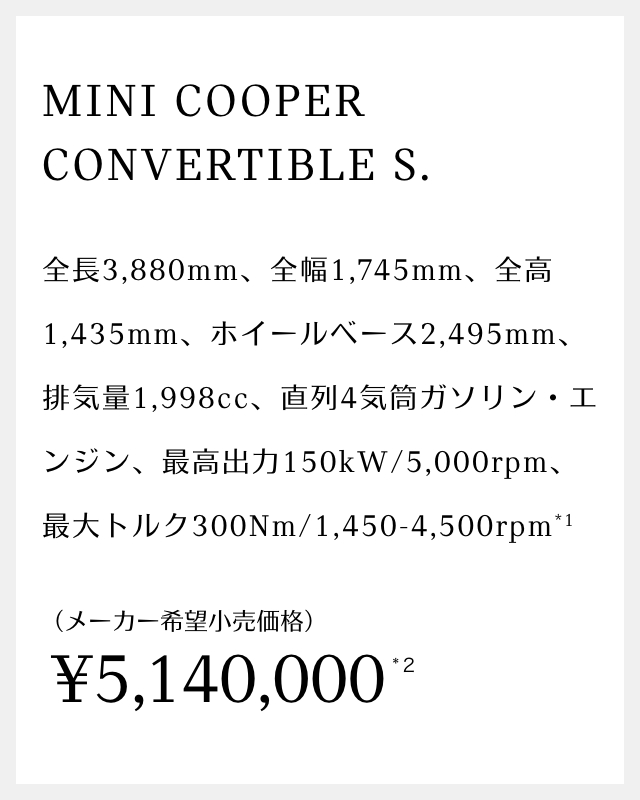 MINI COOPER
CONVERTIBLE S.
全長3,880mm、全幅1,745mm、全高
1,435mm、ホイールベース2,495mm、
排気量1,998cc、直列4気筒ガソリン・エ
ンジン、最高出力150kW/5,000rpm、
最大トルク300Nm/1,450-4,500rpm*1
（メーカー希望小売価格）
¥5,140,000*2